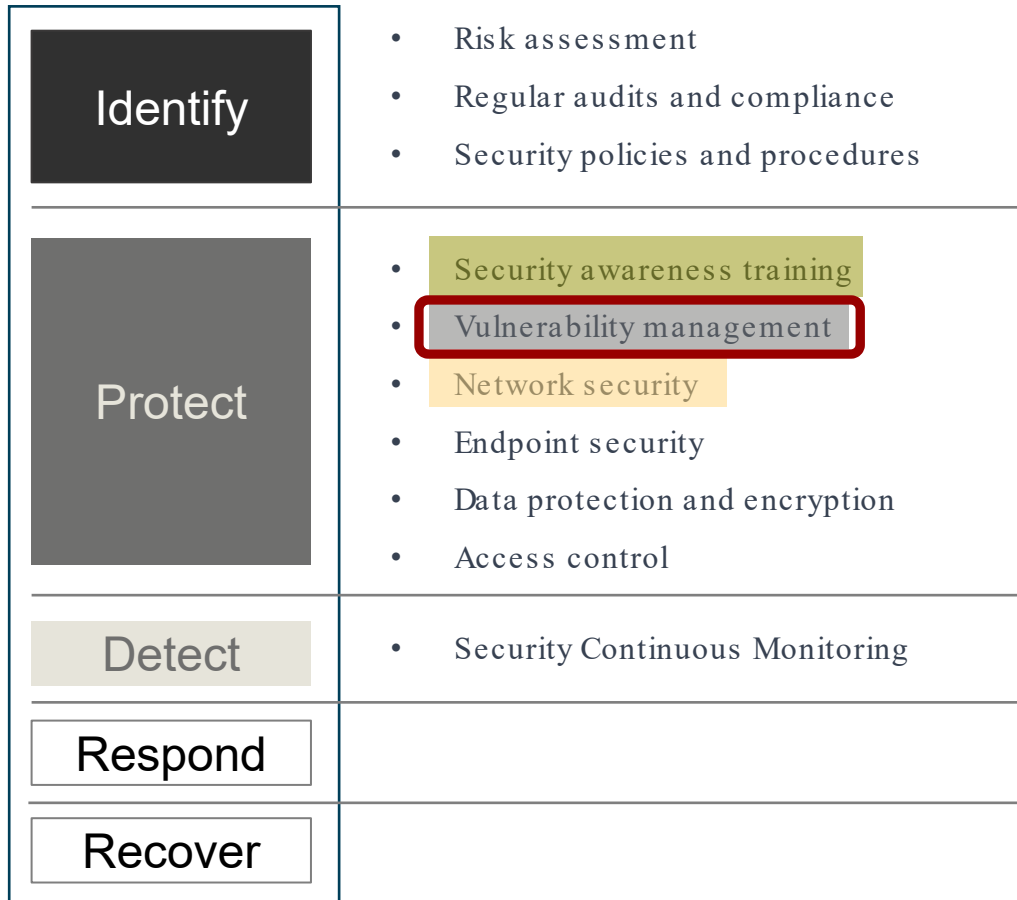 Identify
• Risk assessment
• Regular audits and compliance
• Security policies and procedures
Protect
• Security awareness training
• Vulnerability management
• Network security
• Endpoint security
• Data protection and encryption
• Access control
Detect
• Security Continuous Monitoring
Respond
Recover